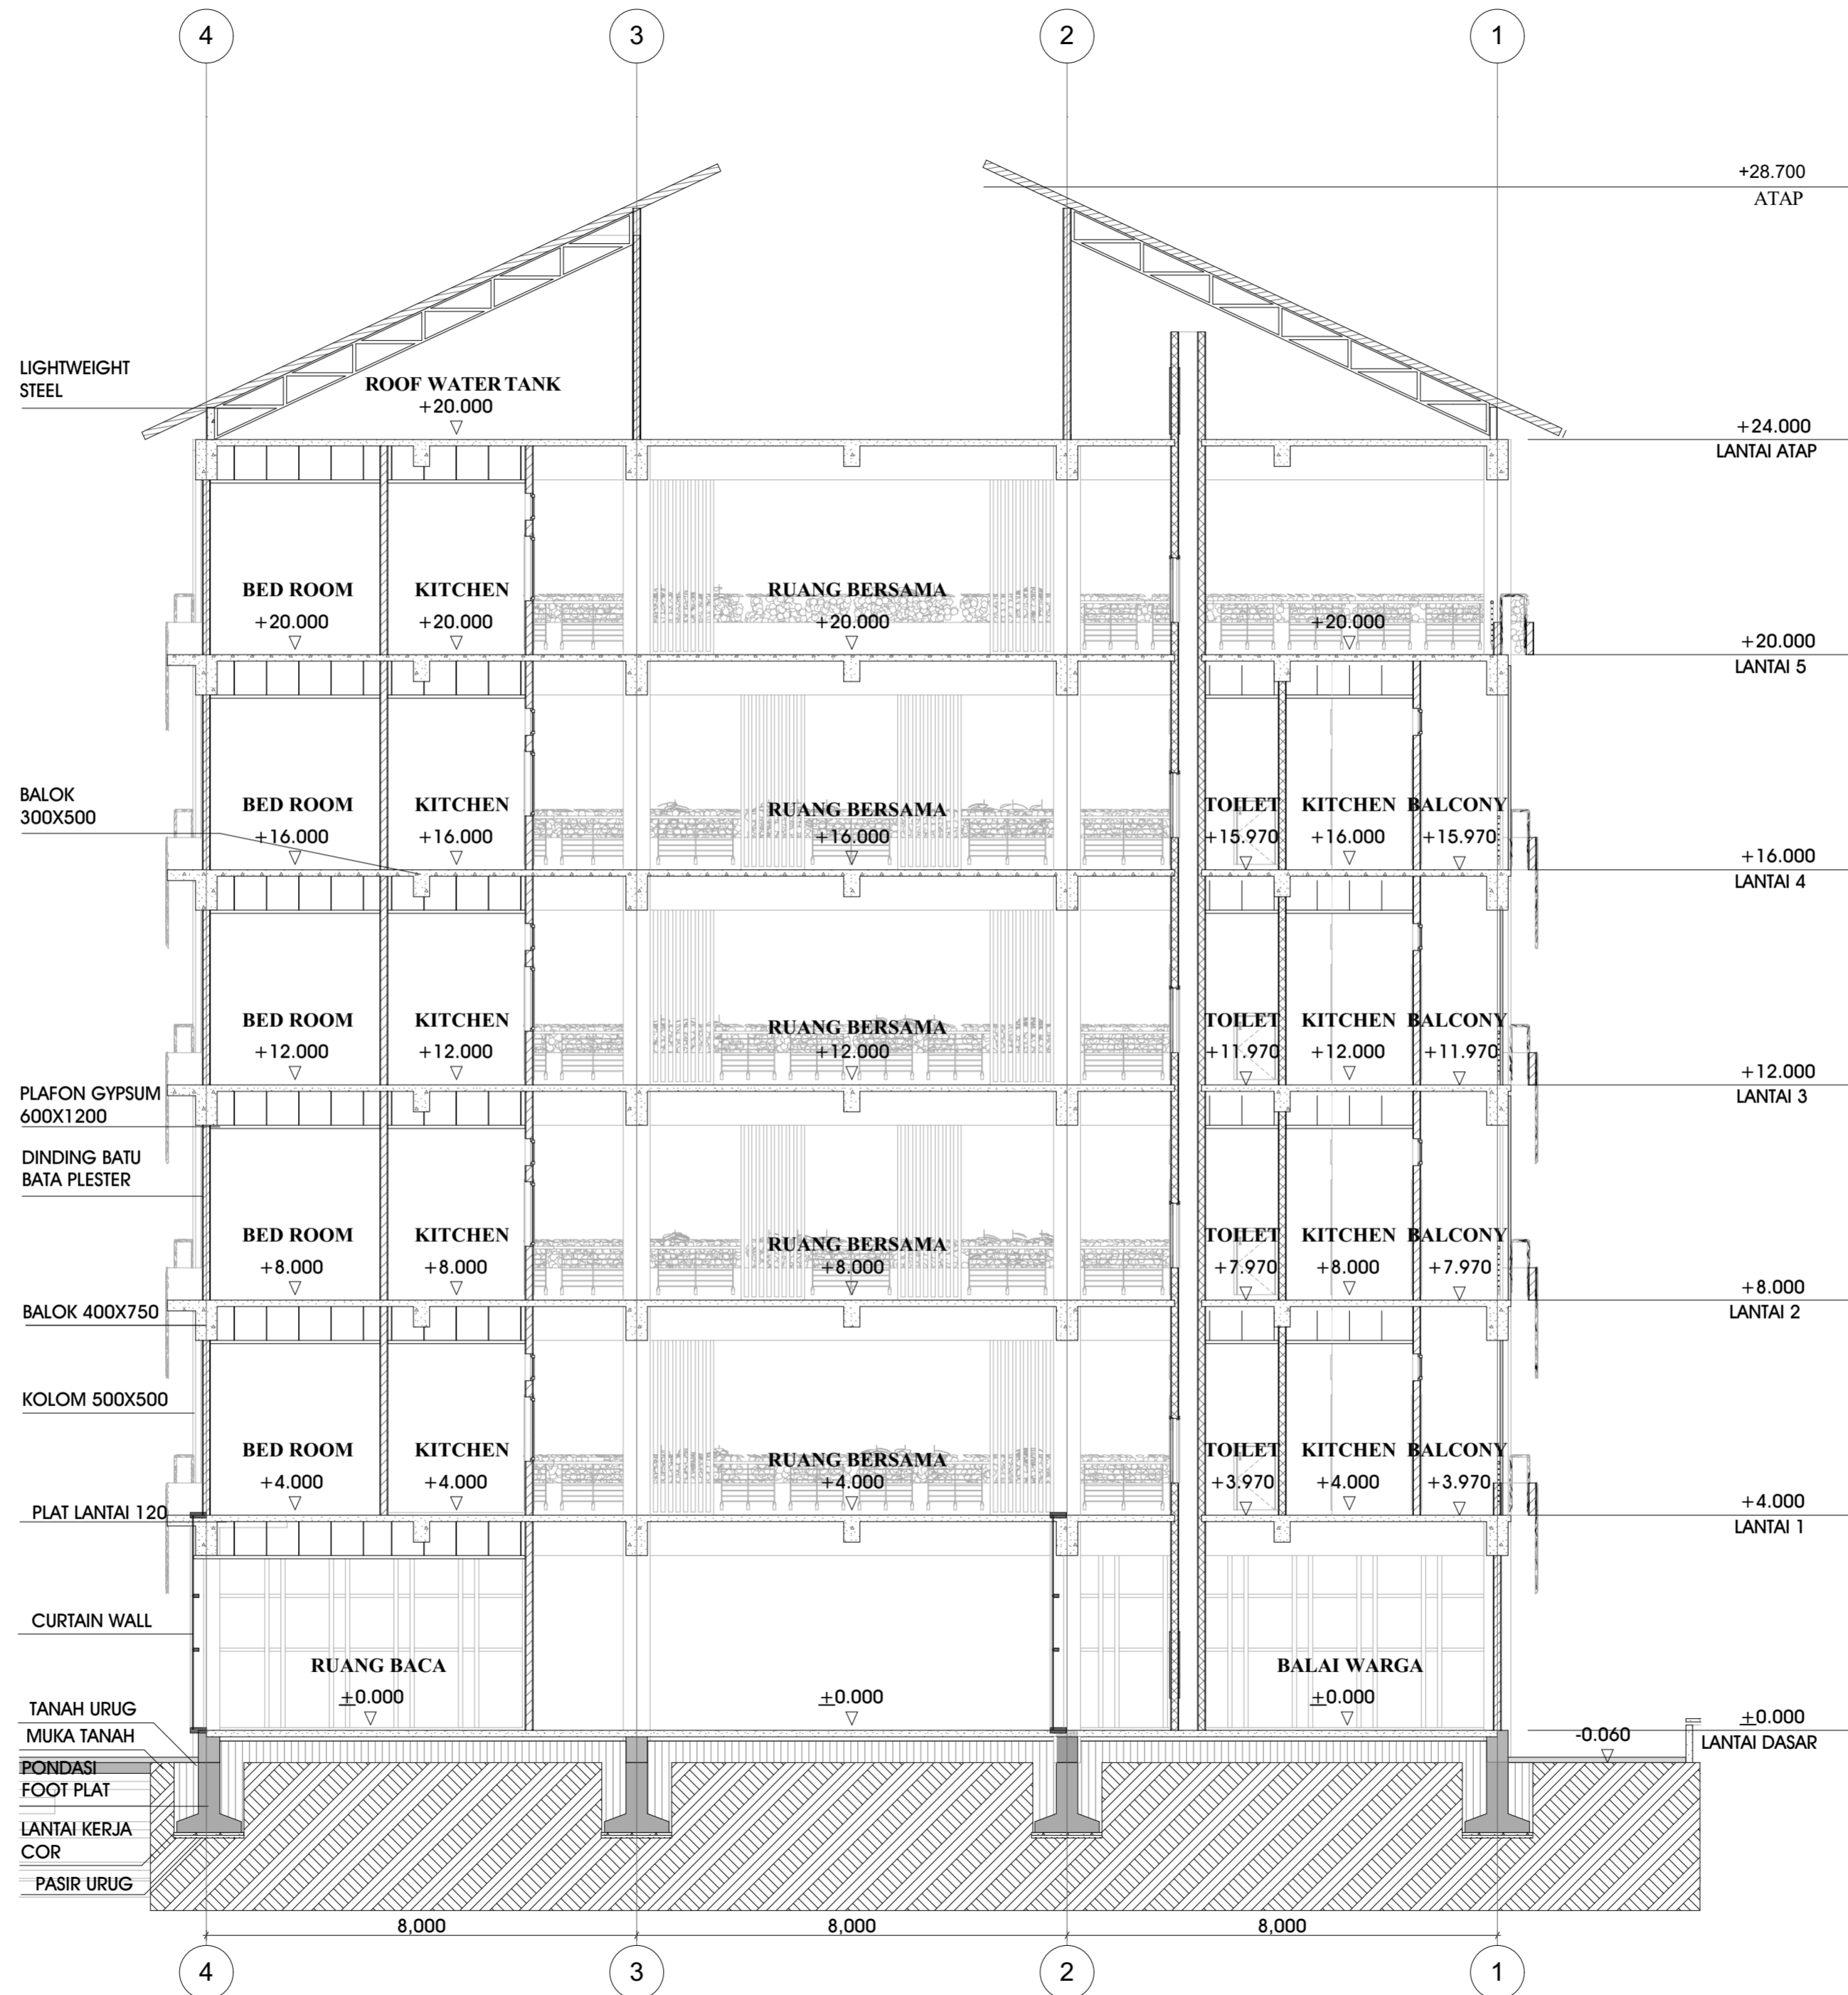 4 3 2 1
+28.700
ATAP
LIGHTWEIGHT
STEEL
ROOF WATER TANK
+20.000
+24.000
LANTAI ATAP
BED ROOM KITCHEN RUANG BERSAMA
+20.000 +20.000 +20.000 +20.000
+20.000
LANTAI 5
BALOK
300X500
BED ROOM KITCHEN RUANG BERSAMA TOILET KITCHEN BALCONY
+16.000 +16.000 +16.000 +15.970 +16.000 +15.970
+16.000
LANTAI 4
BED ROOM KITCHEN RUANG BERSAMA TOILET KITCHEN BALCONY
+12.000 +12.000 +12.000 +11.970 +12.000 +11.970
+12.000
LANTAI 3
PLAFON GYPSUM
600X1200
DINDING BATU
BATA PLESTER
BED ROOM KITCHEN RUANG BERSAMA TOILET KITCHEN BALCONY
+8.000 +8.000 +8.000 +7.970 +8.000 +7.970
+8.000
LANTAI 2
BALOK 400X750
KOLOM 500X500
BED ROOM KITCHEN RUANG BERSAMA TOILET KITCHEN BALCONY
+4.000 +4.000 +4.000 +3.970 +4.000 +3.970
+4.000
LANTAI 1
PLAT LANTAI 120
CURTAIN WALL
RUANG BACA BALAI WARGA
±0.000 ±0.000 ±0.000
TANAH URUG
MUKA TANAH
-0.060
±0.000
LANTAI DASAR
PONDASI
FOOT PLAT
LANTAI KERJA
COR
PASIR URUG
8,000 8,000 8,000
4 3 2 1